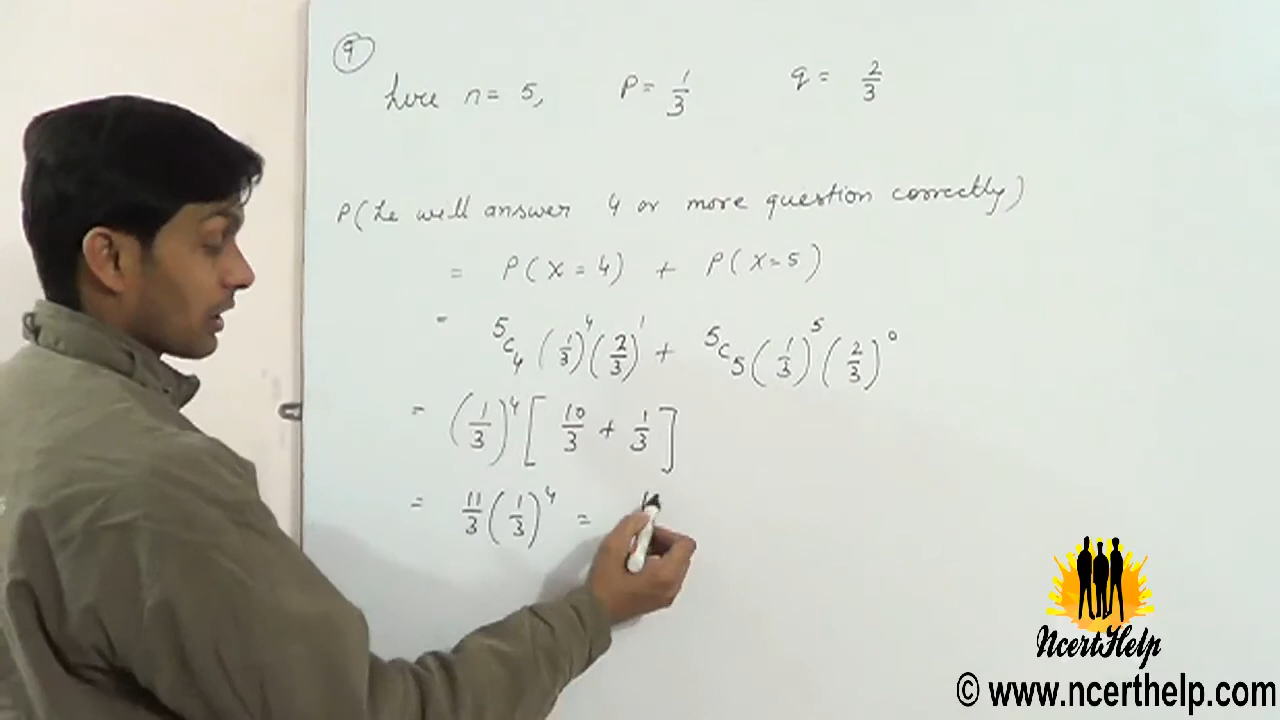 9
here n = 5, P = 1/3 q = 2/3
P(he well answer 4 or more question correctly)
= P(X = 4) + P(X = 5)
= ⁵C₄ (1/3)⁴ (2/3)¹ + ⁵C₅ (1/3)⁵ (2/3)⁰
= (1/3)⁴ [10/3 + 1/3]
= 11/3 (1/3)⁴ =
NcertHelp
© www.ncerthelp.com